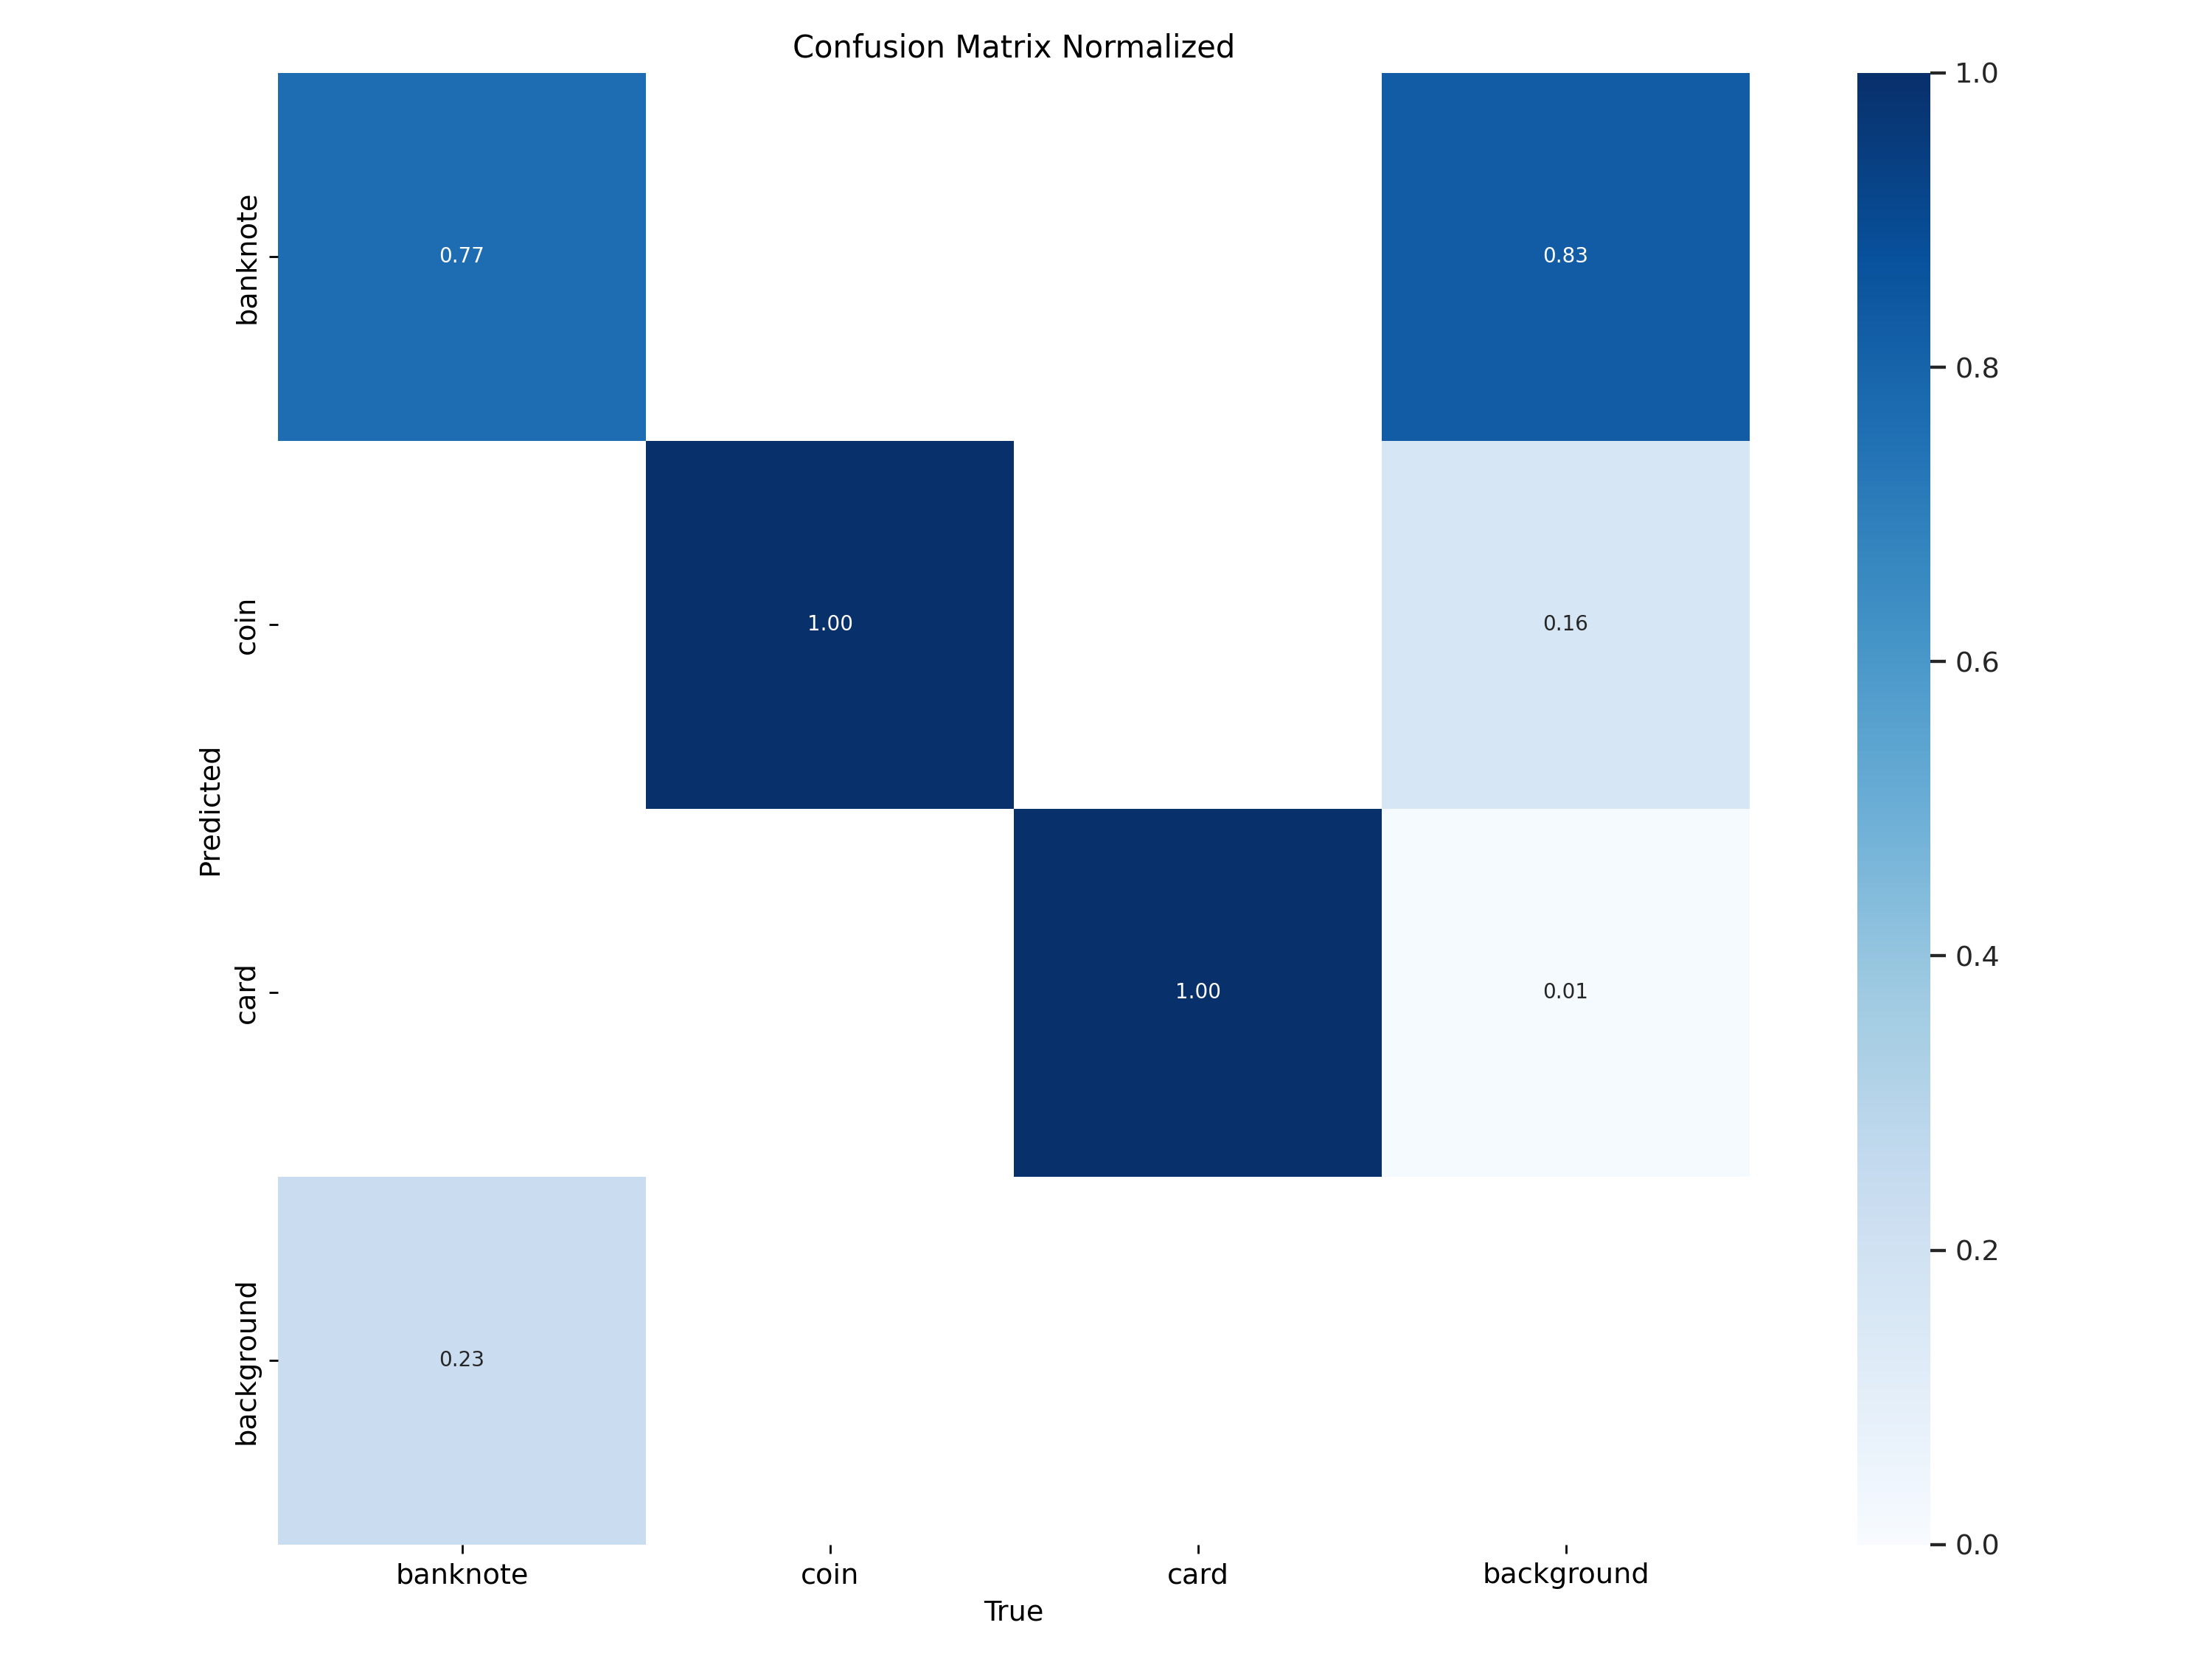 Confusion Matrix Normalized
banknote
0.77
0.83
coin
1.00
0.16
card
1.00
0.01
background
0.23
Predicted
banknote
coin
card
background
True
1.0
0.8
0.6
0.4
0.2
0.0